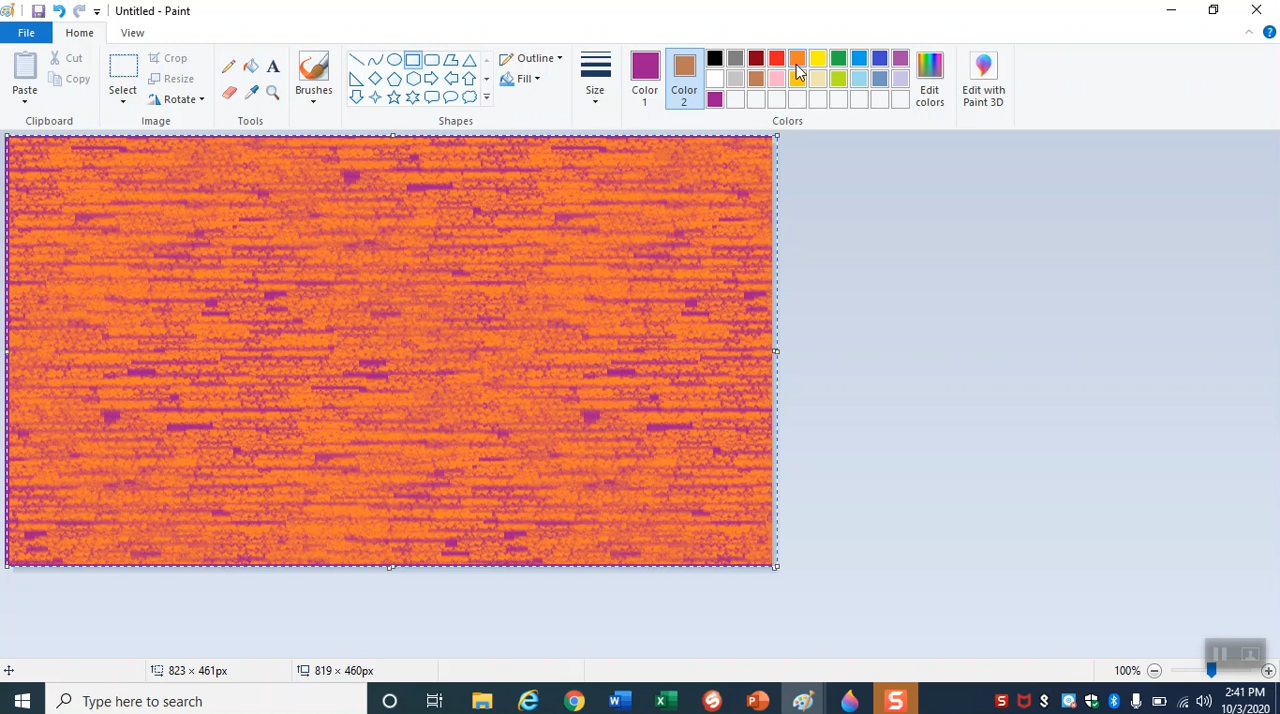 Untitled - Paint
File
Home
View
Paste
Cut
Copy
Clipboard
Select
Crop
Resize
Rotate
Image
A
Tools
Brushes
Outline
Fill
Shapes
Size
Color 1
Color 2
Colors
Edit colors
Edit with Paint 3D
823 × 461px
819 × 460px
100%
Type here to search
2:41 PM
10/3/2020